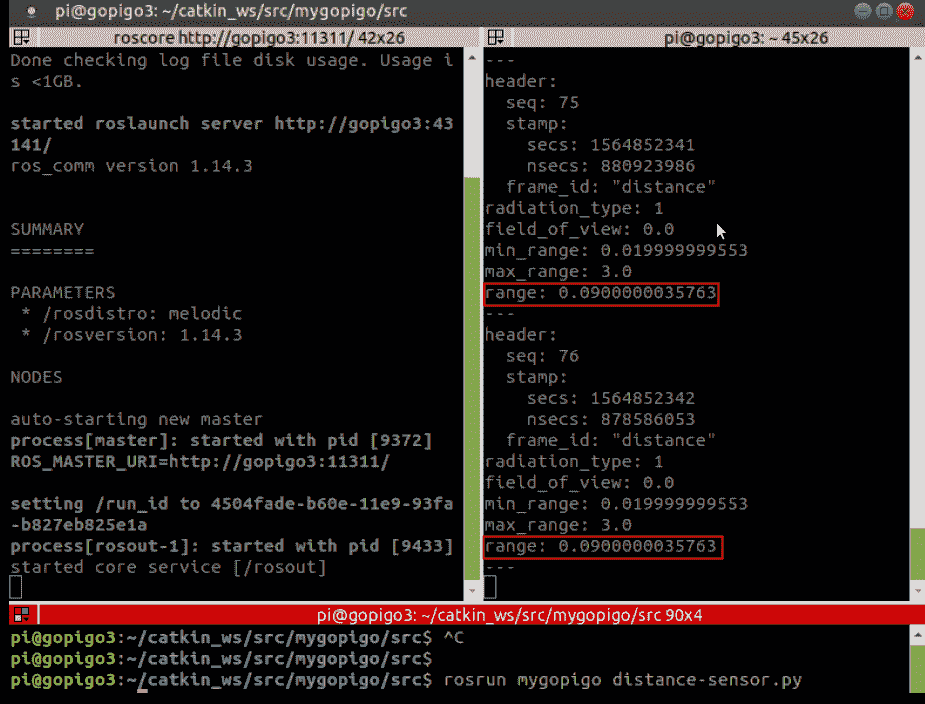 pi@gopigo3: ~/catkin_ws/src/mygopigo/src
roscore http://gopigo3:11311/ 42x26
Done checking log file disk usage. Usage i
s <1GB.
started roslaunch server http://gopigo3:43
141/
ros_comm version 1.14.3
SUMMARY
========
PARAMETERS
* /rosdistro: melodic
* /rosversion: 1.14.3
NODES
auto-starting new master
process[master]: started with pid [9372]
ROS_MASTER_URI=http://gopigo3:11311/
setting /run_id to 4504fade-b60e-11e9-93fa
-b827eb825e1a
process[rosout-1]: started with pid [9433]
started core service [/rosout]
pi@gopigo3: ~ 45x26
---
header:
seq: 75
stamp:
secs: 1564852341
nsecs: 880923986
frame_id: "distance"
radiation_type: 1
field_of_view: 0.0
min_range: 0.019999999553
max_range: 3.0
range: 0.0900000035763
---
header:
seq: 76
stamp:
secs: 1564852342
nsecs: 878586053
frame_id: "distance"
radiation_type: 1
field_of_view: 0.0
min_range: 0.019999999553
max_range: 3.0
range: 0.0900000035763
---
pi@gopigo3: ~/catkin_ws/src/mygopigo/src 90x4
pi@gopigo3:~/catkin_ws/src/mygopigo/src$ ^C
pi@gopigo3:~/catkin_ws/src/mygopigo/src$
pi@gopigo3:~/catkin_ws/src/mygopigo/src$ rosrun mygopigo distance-sensor.py